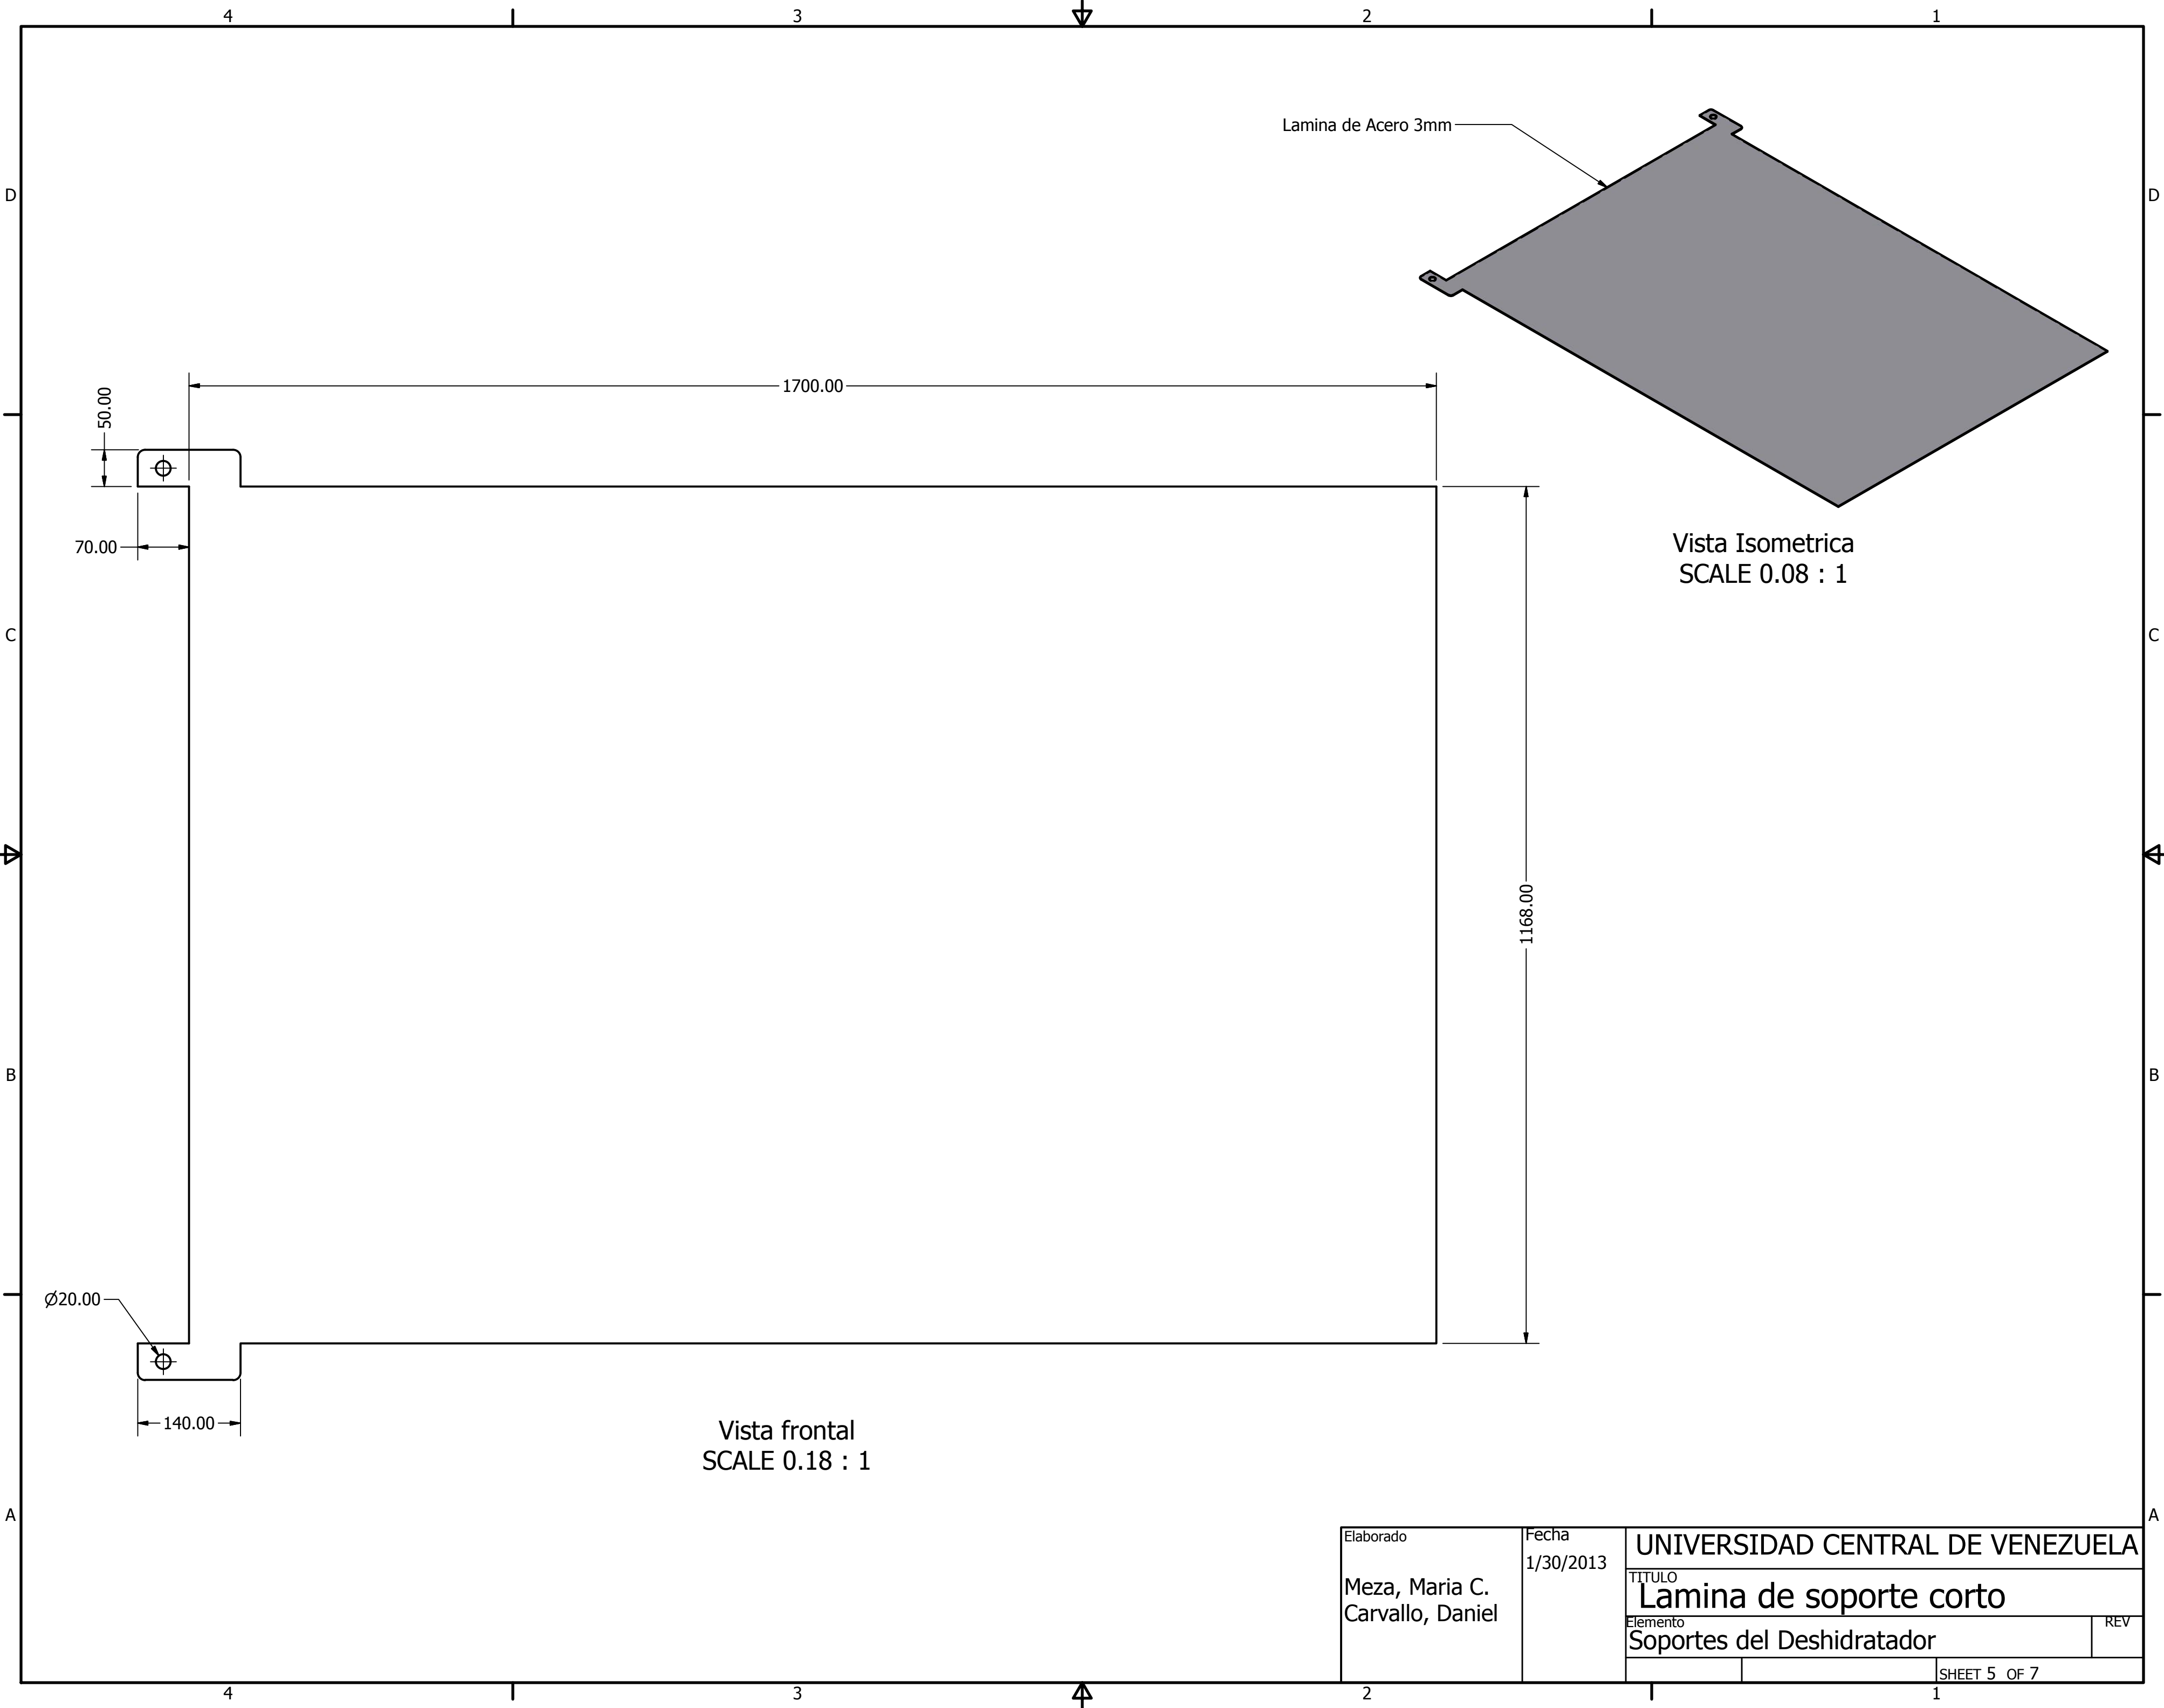 4 3 2 1
Lamina de Acero 3mm
D D
1700.00
50.00
70.00
Vista Isometrica
SCALE 0.08 : 1
C C
1168.00
B B
Ø20.00
140.00
Vista frontal
SCALE 0.18 : 1
A A
Elaborado
Meza, Maria C.
Carvallo, Daniel
Fecha
1/30/2013
UNIVERSIDAD CENTRAL DE VENEZUELA
TITULO
Lamina de soporte corto
Elemento
Soportes del Deshidratador
REV
SHEET 5 OF 7
4 3 2 1